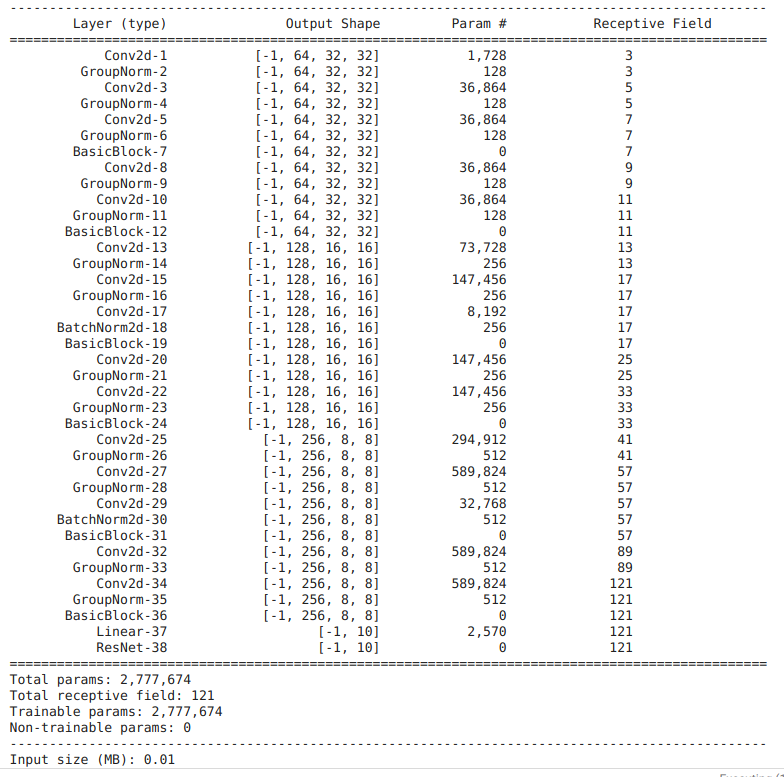 ----------------------------------------------------------------
Layer (type) Output Shape Param # Receptive Field
================================================================
Conv2d-1 [-1, 64, 32, 32] 1,728 3
GroupNorm-2 [-1, 64, 32, 32] 128 3
Conv2d-3 [-1, 64, 32, 32] 36,864 5
GroupNorm-4 [-1, 64, 32, 32] 128 5
Conv2d-5 [-1, 64, 32, 32] 36,864 7
GroupNorm-6 [-1, 64, 32, 32] 128 7
BasicBlock-7 [-1, 64, 32, 32] 0 7
Conv2d-8 [-1, 64, 32, 32] 36,864 9
GroupNorm-9 [-1, 64, 32, 32] 128 9
Conv2d-10 [-1, 64, 32, 32] 36,864 11
GroupNorm-11 [-1, 64, 32, 32] 128 11
BasicBlock-12 [-1, 64, 32, 32] 0 11
Conv2d-13 [-1, 128, 16, 16] 73,728 13
GroupNorm-14 [-1, 128, 16, 16] 256 13
Conv2d-15 [-1, 128, 16, 16] 147,456 17
GroupNorm-16 [-1, 128, 16, 16] 256 17
Conv2d-17 [-1, 128, 16, 16] 8,192 17
BatchNorm2d-18 [-1, 128, 16, 16] 256 17
BasicBlock-19 [-1, 128, 16, 16] 0 17
Conv2d-20 [-1, 128, 16, 16] 147,456 25
GroupNorm-21 [-1, 128, 16, 16] 256 25
Conv2d-22 [-1, 128, 16, 16] 147,456 33
GroupNorm-23 [-1, 128, 16, 16] 256 33
BasicBlock-24 [-1, 128, 16, 16] 0 33
Conv2d-25 [-1, 256, 8, 8] 294,912 41
GroupNorm-26 [-1, 256, 8, 8] 512 41
Conv2d-27 [-1, 256, 8, 8] 589,824 57
GroupNorm-28 [-1, 256, 8, 8] 512 57
Conv2d-29 [-1, 256, 8, 8] 32,768 57
BatchNorm2d-30 [-1, 256, 8, 8] 512 57
BasicBlock-31 [-1, 256, 8, 8] 0 57
Conv2d-32 [-1, 256, 8, 8] 589,824 89
GroupNorm-33 [-1, 256, 8, 8] 512 89
Conv2d-34 [-1, 256, 8, 8] 589,824 121
GroupNorm-35 [-1, 256, 8, 8] 512 121
BasicBlock-36 [-1, 256, 8, 8] 0 121
Linear-37 [-1, 10] 2,570 121
ResNet-38 [-1, 10] 0 121
================================================================
Total params: 2,777,674
Total receptive field: 121
Trainable params: 2,777,674
Non-trainable params: 0
----------------------------------------------------------------
Input size (MB): 0.01